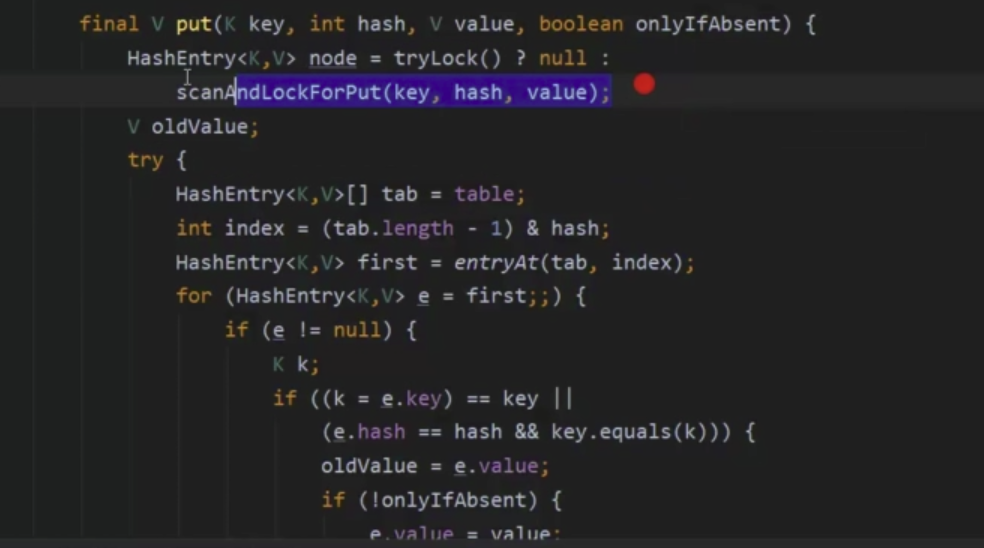 final V put(K key, int hash, V value, boolean onlyIfAbsent) {
HashEntry<K,V> node = tryLock() ? null :
scanAndLockForPut(key, hash, value);
V oldValue;
try {
HashEntry<K,V>[] tab = table;
int index = (tab.length - 1) & hash;
HashEntry<K,V> first = entryAt(tab, index);
for (HashEntry<K,V> e = first;;) {
if (e != null) {
K k;
if ((k = e.key) == key ||
(e.hash == hash && key.equals(k))) {
oldValue = e.value;
if (!onlyIfAbsent) {
e.value = value;